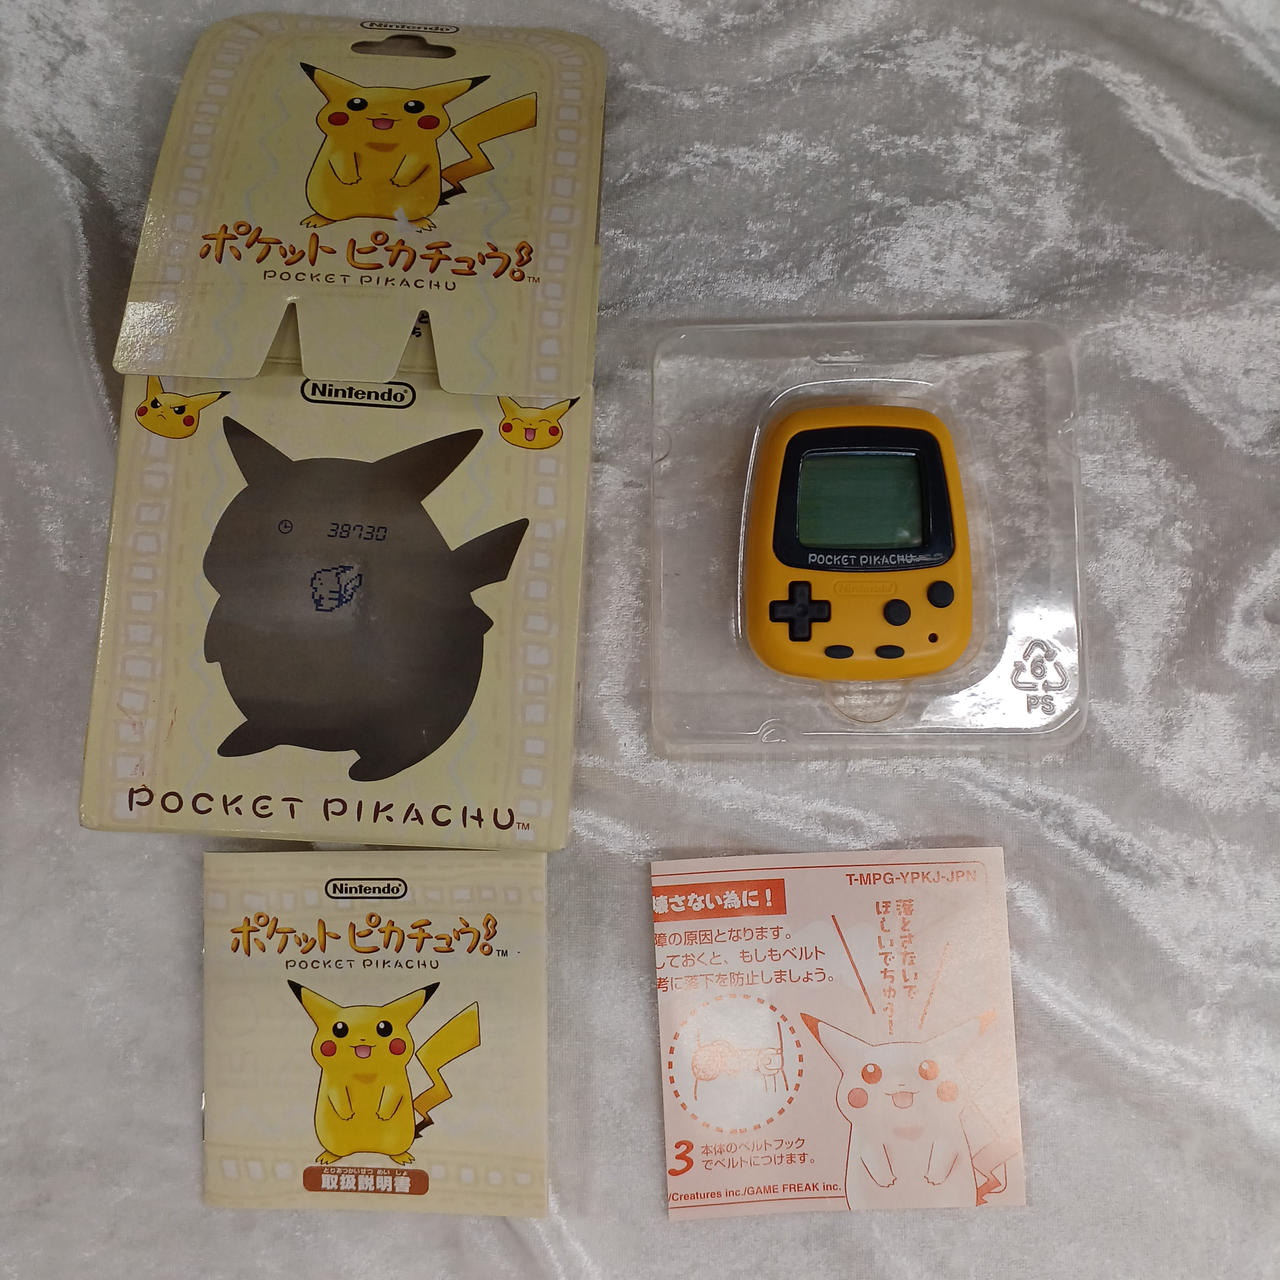 Nintendo
ポケットピカチュウ!™
POCKET PIKACHU
Nintendo®
38730
POCKET PIKACHU™
POCKET PIKACHU
Nintendo
6
PS
Nintendo®
ポケットピカチュウ!™
POCKET PIKACHU
とりあつかいせつめいしょ
取扱説明書
T-MPG-YPKJ-JPN
壊さない為に!
障の原因となります。
しておくと、もしもベルト
考に落下を防止しましょう。
落とさないで
ほしいでちゅう!
3 本体のベルトフック
でベルトにつけます。
/Creatures inc./GAME FREAK inc.